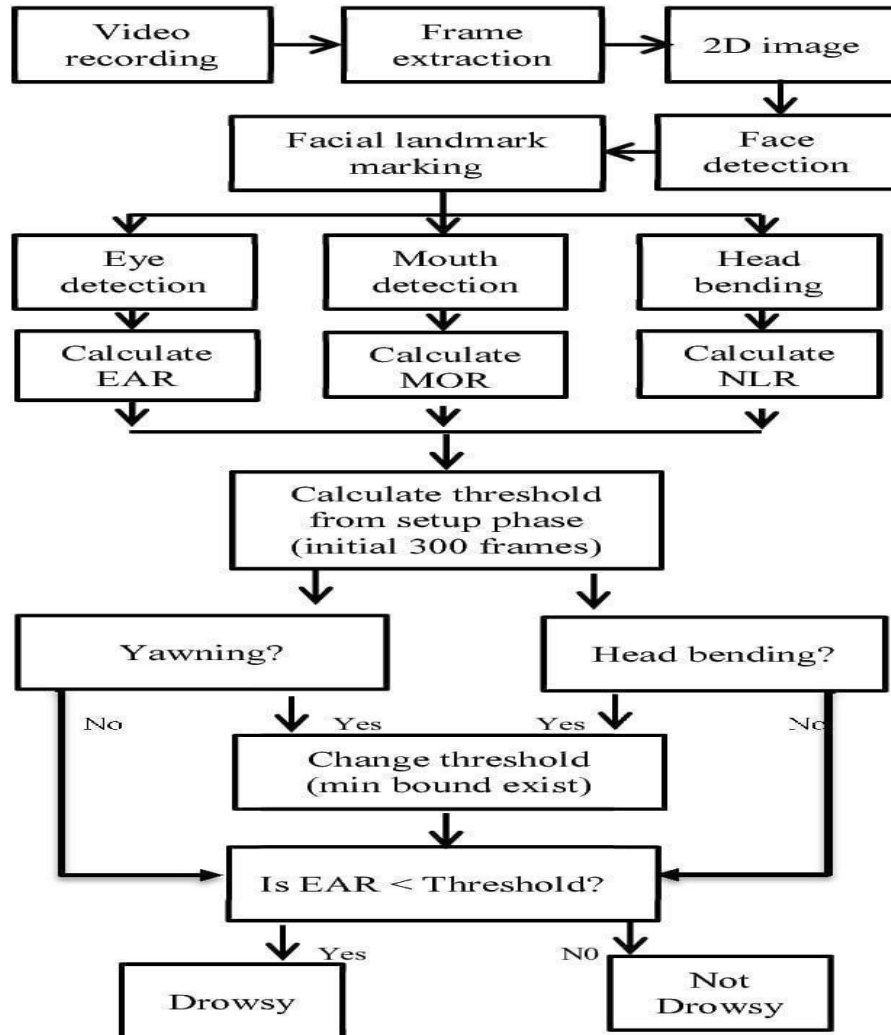 Video
recording
Frame
extraction
2D image
Facial landmark
marking
Face
detection
Eye
detection
Mouth
detection
Head
bending
Calculate
EAR
Calculate
MOR
Calculate
NLR
Calculate threshold
from setup phase
(initial 300 frames)
Yawning?
Head bending?
No
Yes
Yes
No
Change threshold
(min bound exist)
Is EAR < Threshold?
Yes
N0
Drowsy
Not
Drowsy